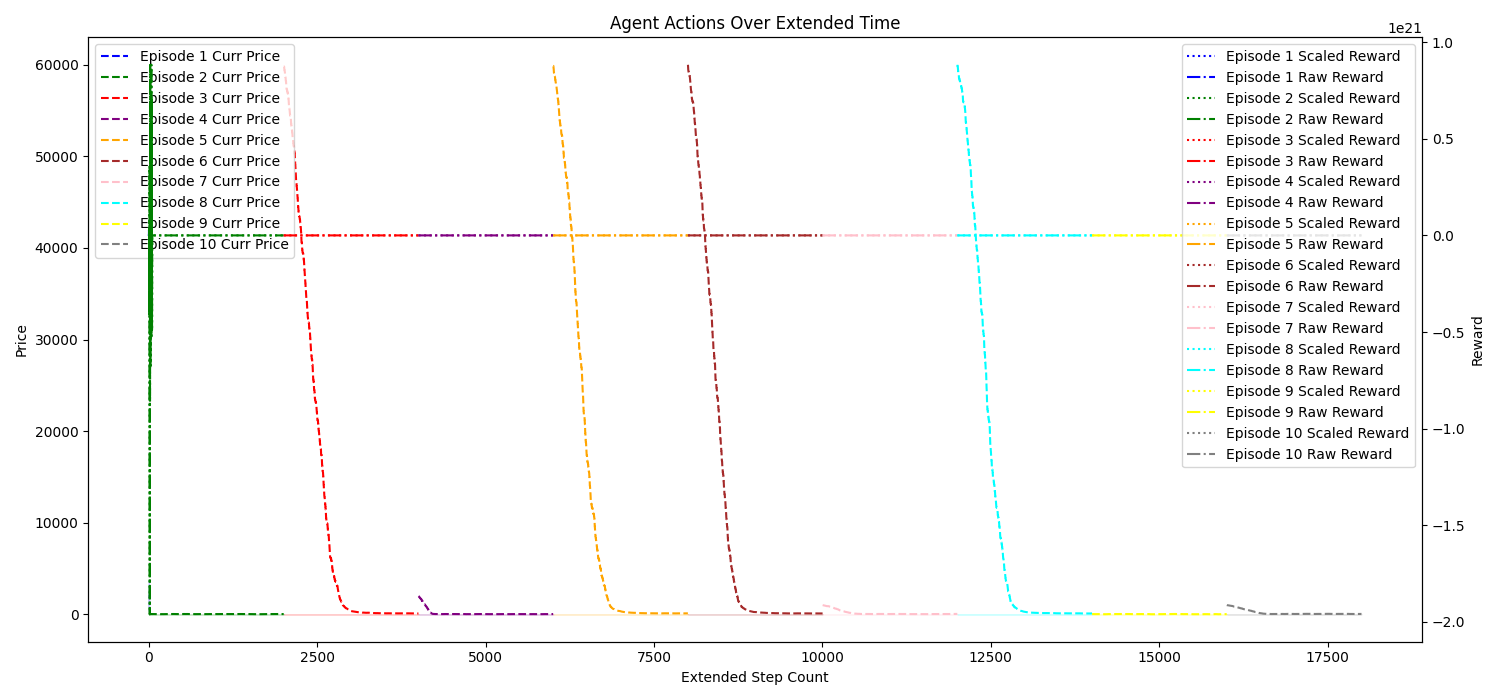 Agent Actions Over Extended Time
1e21
Episode 1 Curr Price
Episode 2 Curr Price
Episode 3 Curr Price
Episode 4 Curr Price
Episode 5 Curr Price
Episode 6 Curr Price
Episode 7 Curr Price
Episode 8 Curr Price
Episode 9 Curr Price
Episode 10 Curr Price
Episode 1 Scaled Reward
Episode 1 Raw Reward
Episode 2 Scaled Reward
Episode 2 Raw Reward
Episode 3 Scaled Reward
Episode 3 Raw Reward
Episode 4 Scaled Reward
Episode 4 Raw Reward
Episode 5 Scaled Reward
Episode 5 Raw Reward
Episode 6 Scaled Reward
Episode 6 Raw Reward
Episode 7 Scaled Reward
Episode 7 Raw Reward
Episode 8 Scaled Reward
Episode 8 Raw Reward
Episode 9 Scaled Reward
Episode 9 Raw Reward
Episode 10 Scaled Reward
Episode 10 Raw Reward
Price
60000
50000
40000
30000
20000
10000
0
1.0
0.5
0.0
−0.5
−1.0
−1.5
−2.0
Reward
0 2500 5000 7500 10000 12500 15000 17500
Extended Step Count